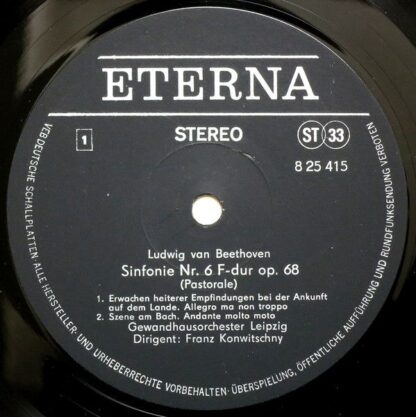 ETERNA
1
STEREO
ST 33
8 25 415
Ludwig van Beethoven
Sinfonie Nr. 6 F-dur op. 68
(Pastorale)
1. Erwachen heiterer Empfindungen bei der Ankunft
auf dem Lande. Allegro ma non troppo
2. Szene am Bach. Andante molto moto
Gewandhausorchester Leipzig
Dirigent: Franz Konwitschny
VEB DEUTSCHE SCHALLPLATTEN ALLE HERSTELLER- UND URHEBERRECHTE VORBEHALTEN · ÜBERSPIELUNG, ÖFFENTLICHE AUFFÜHRUNG UND RUNDFUNKSENDUNG VERBOTEN